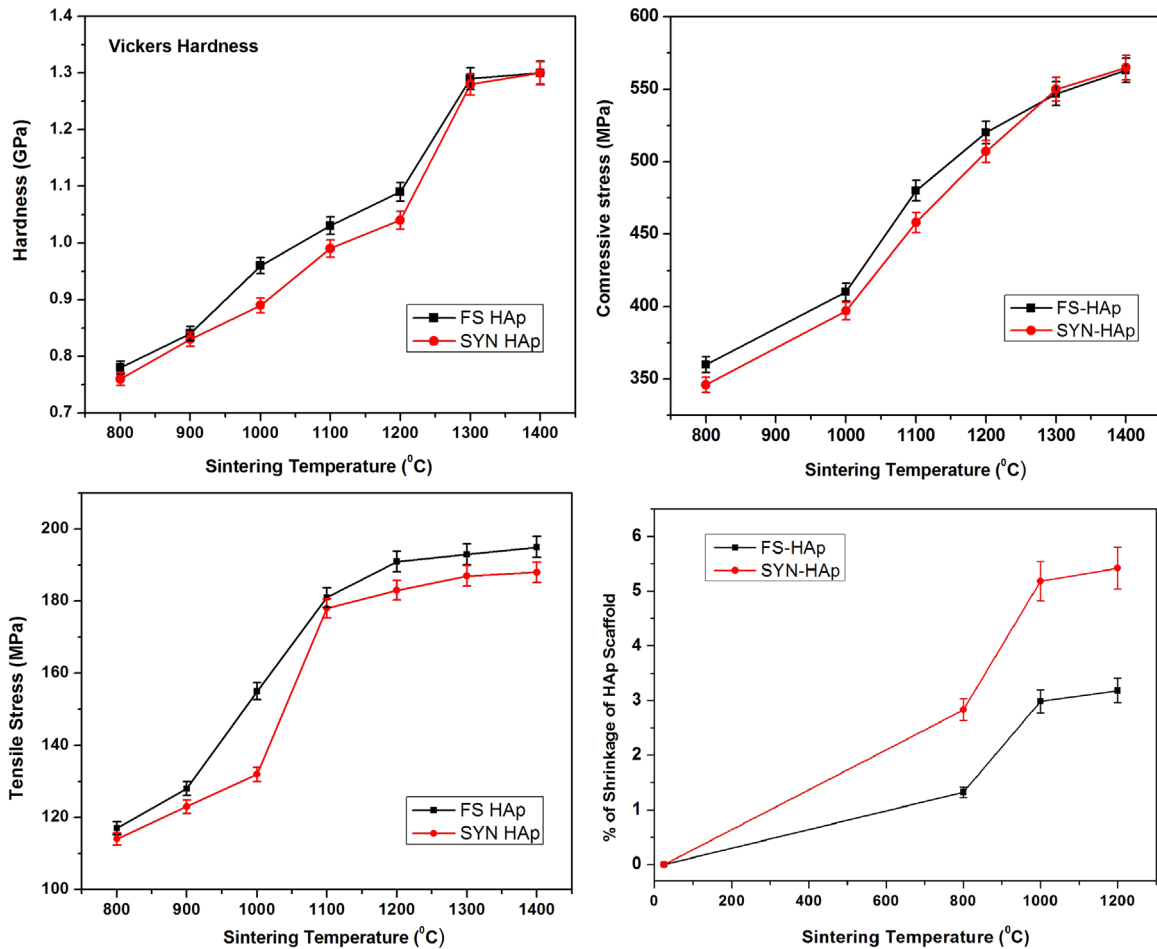 Vickers Hardness
Hardness (GPa)
1.4
1.3
1.2
1.1
1.0
0.9
0.8
0.7
FS HAp
SYN HAp
800 900 1000 1100 1200 1300 1400
Sintering Temperature (⁰C)
Comressive stress (MPa)
600
550
500
450
400
350
FS-HAp
SYN-HAp
800 900 1000 1100 1200 1300 1400
Sintering Temperature (⁰C)
Tensile Stress (MPa)
200
180
160
140
120
100
FS HAp
SYN HAp
800 900 1000 1100 1200 1300 1400
Sintering Temperature (⁰C)
% of Shrinkage of HAp Scaffold
6
5
4
3
2
1
0
FS-HAp
SYN-HAp
0 200 400 600 800 1000 1200
Sintering Temperature (⁰C)